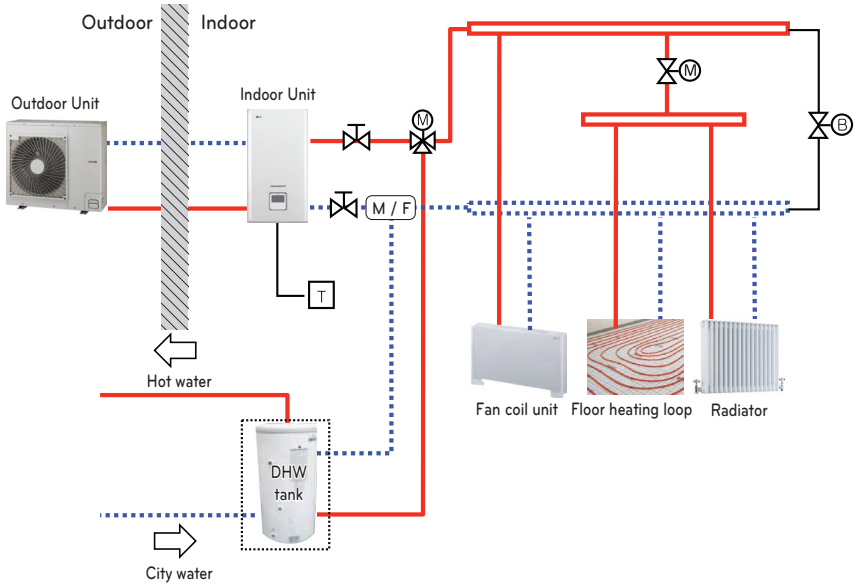 Outdoor
Indoor
Outdoor Unit
Indoor Unit
M
M
B
M / F
T
Hot water
Fan coil unit
Floor heating loop
Radiator
DHW
tank
City water